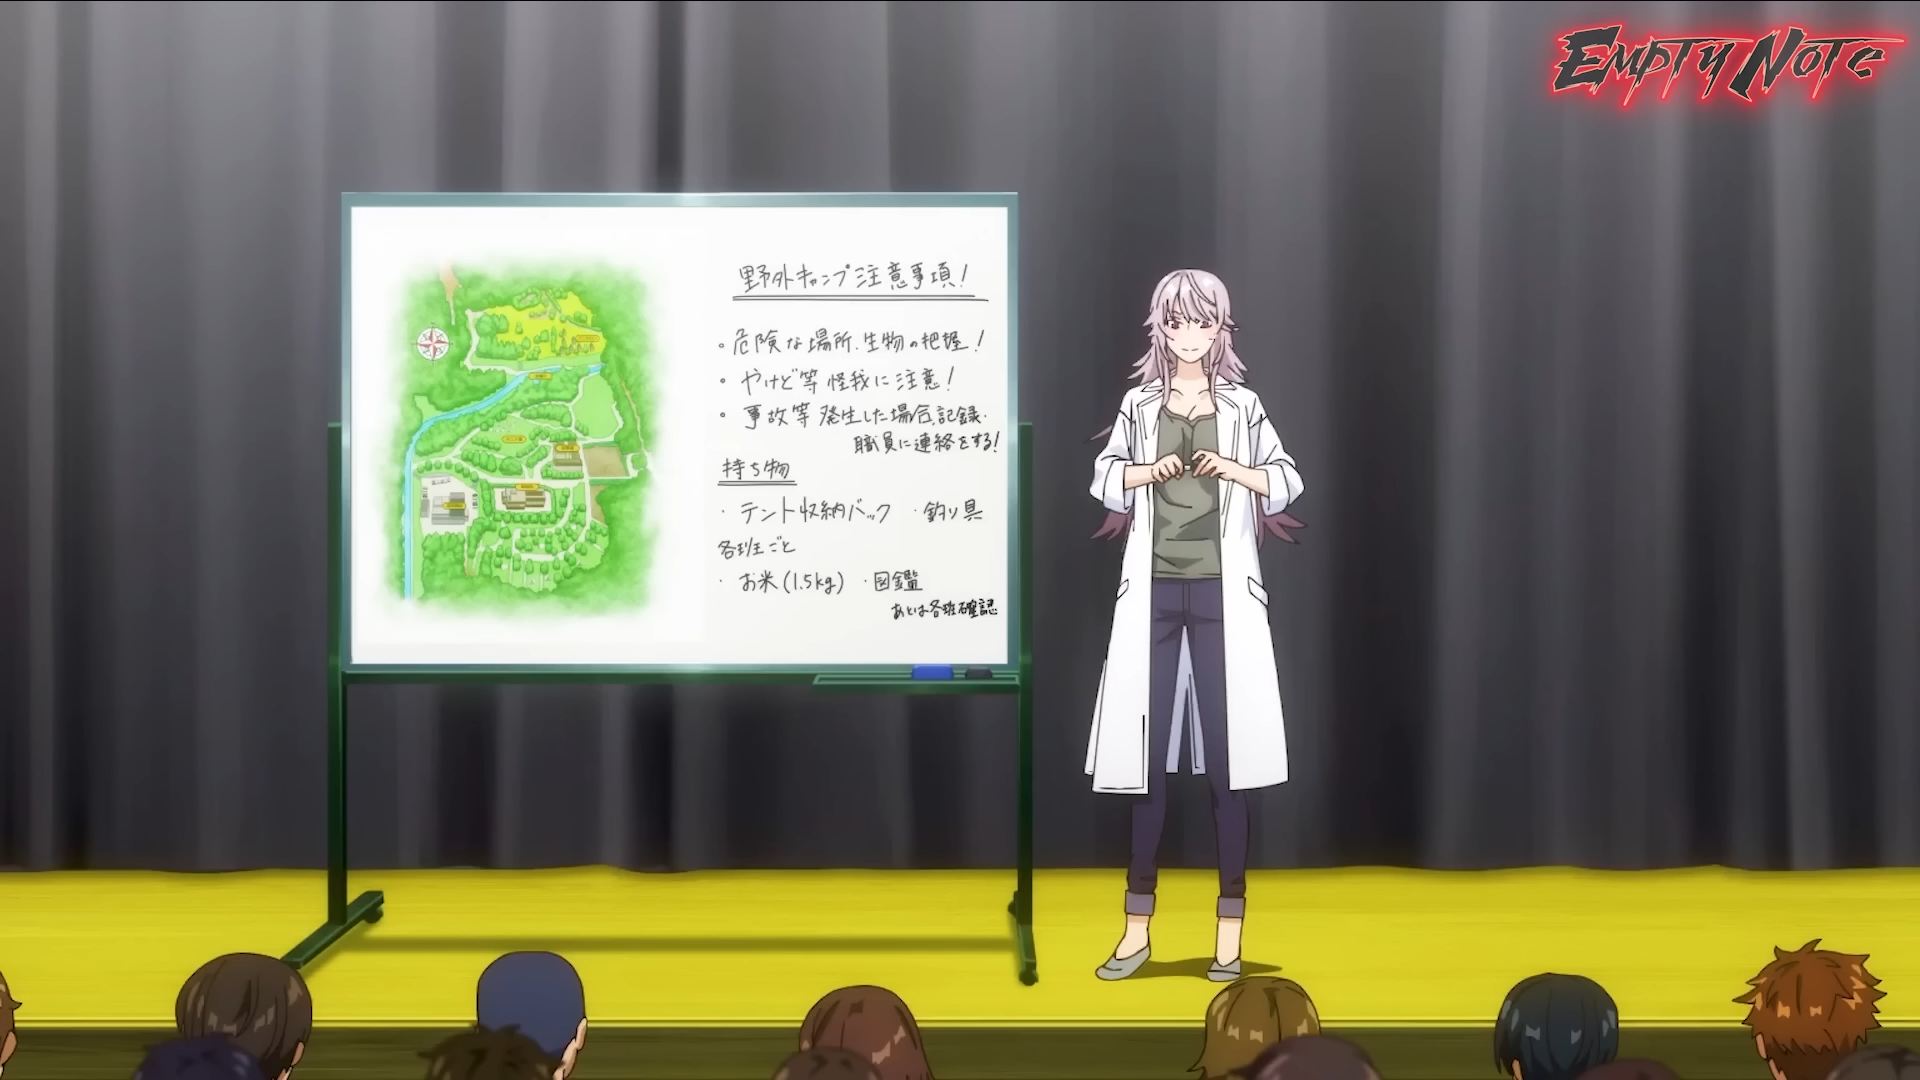 Empty Note
野外キャンプ注意事項!
・危険な場所、生物の把握!
・やけど等怪我に注意!
・事故等発生した場合、記録・
職員に連絡をする!
持ち物
・テント収納バック ・釣り具
各班ごと
・お米(1.5kg) ・図鑑
あとは各班確認